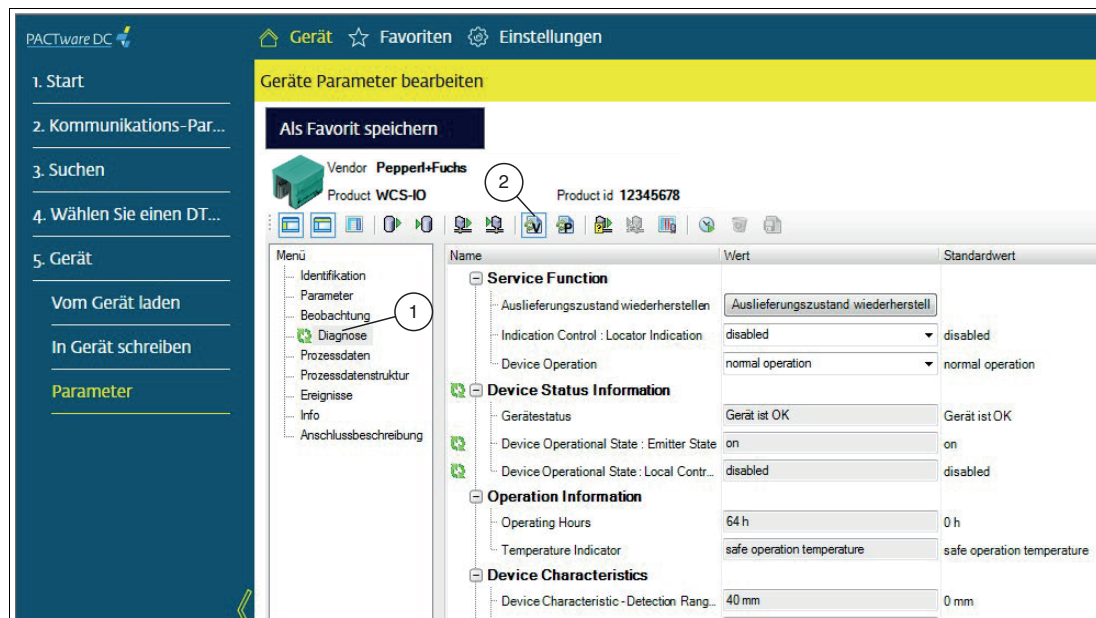 PACTware DC
Gerät Favoriten Einstellungen
1. Start
2. Kommunikations-Par...
3. Suchen
4. Wählen Sie einen DT...
5. Gerät
Vom Gerät laden
In Gerät schreiben
Parameter
Geräte Parameter bearbeiten
Als Favorit speichern
Vendor Pepperl+Fuchs
Product WCS-IO Product id 12345678
2
V P
Menü
Identifikation
Parameter
Beobachtung
1
Diagnose
Prozessdaten
Prozessdatenstruktur
Ereignisse
Info
Anschlussbeschreibung
Name Wert Standardwert
Service Function
Auslieferungszustand wiederherstellen Auslieferungszustand wiederherstell
Indication Control : Locator Indication disabled disabled
Device Operation normal operation normal operation
Device Status Information
Gerätestatus Gerät ist OK Gerät ist OK
Device Operational State : Emitter State on on
Device Operational State : Local Contr... disabled disabled
Operation Information
Operating Hours 64 h 0 h
Temperature Indicator safe operation temperature safe operation temperature
Device Characteristics
Device Characteristic - Detection Rang... 40 mm 0 mm